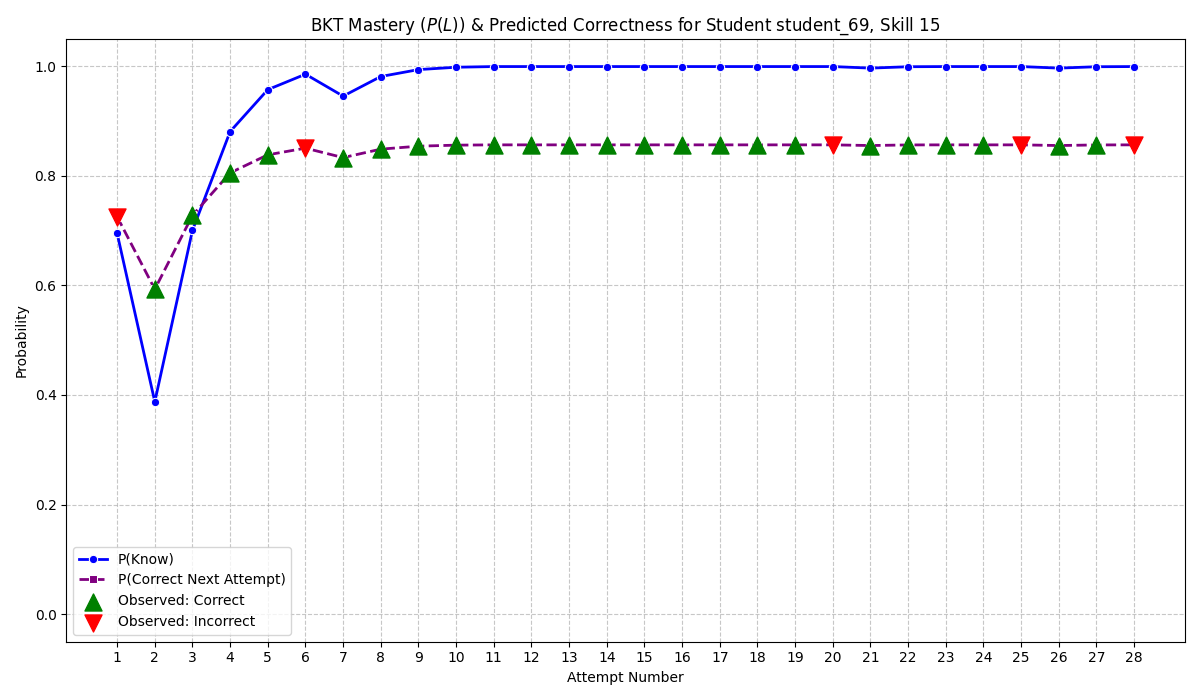 BKT Mastery (P(L)) & Predicted Correctness for Student student_69, Skill 15
Probability
1.0
0.8
0.6
0.4
0.2
0.0
P(Know)
P(Correct Next Attempt)
Observed: Correct
Observed: Incorrect
1 2 3 4 5 6 7 8 9 10 11 12 13 14 15 16 17 18 19 20 21 22 23 24 25 26 27 28
Attempt Number